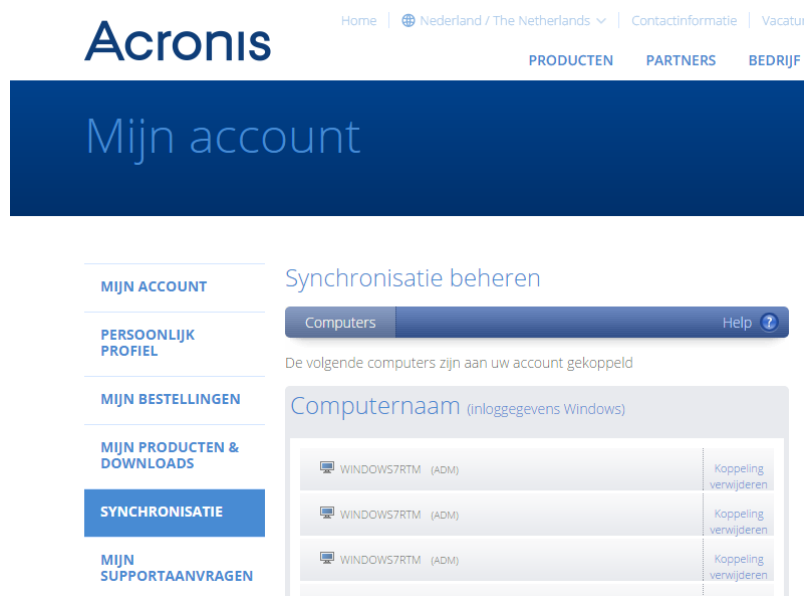 Acronis
Home
Nederland / The Netherlands
Contactinformatie
PRODUCTEN
PARTNERS
BEDRIJF
Mijn account
MIJN ACCOUNT
PERSOONLIJK
PROFIEL
MIJN BESTELLINGEN
MIJN PRODUCTEN &
DOWNLOADS
SYNCHRONISATIE
MIJN
SUPPORTAANVRAGEN
Synchronisatie beheren
Computers
Help ?
De volgende computers zijn aan uw account gekoppeld
Computernaam (inloggegevens Windows)
WINDOWS7RTM (ADM)
Koppeling
verwijderen
WINDOWS7RTM (ADM)
Koppeling
verwijderen
WINDOWS7RTM (ADM)
Koppeling
verwijderen